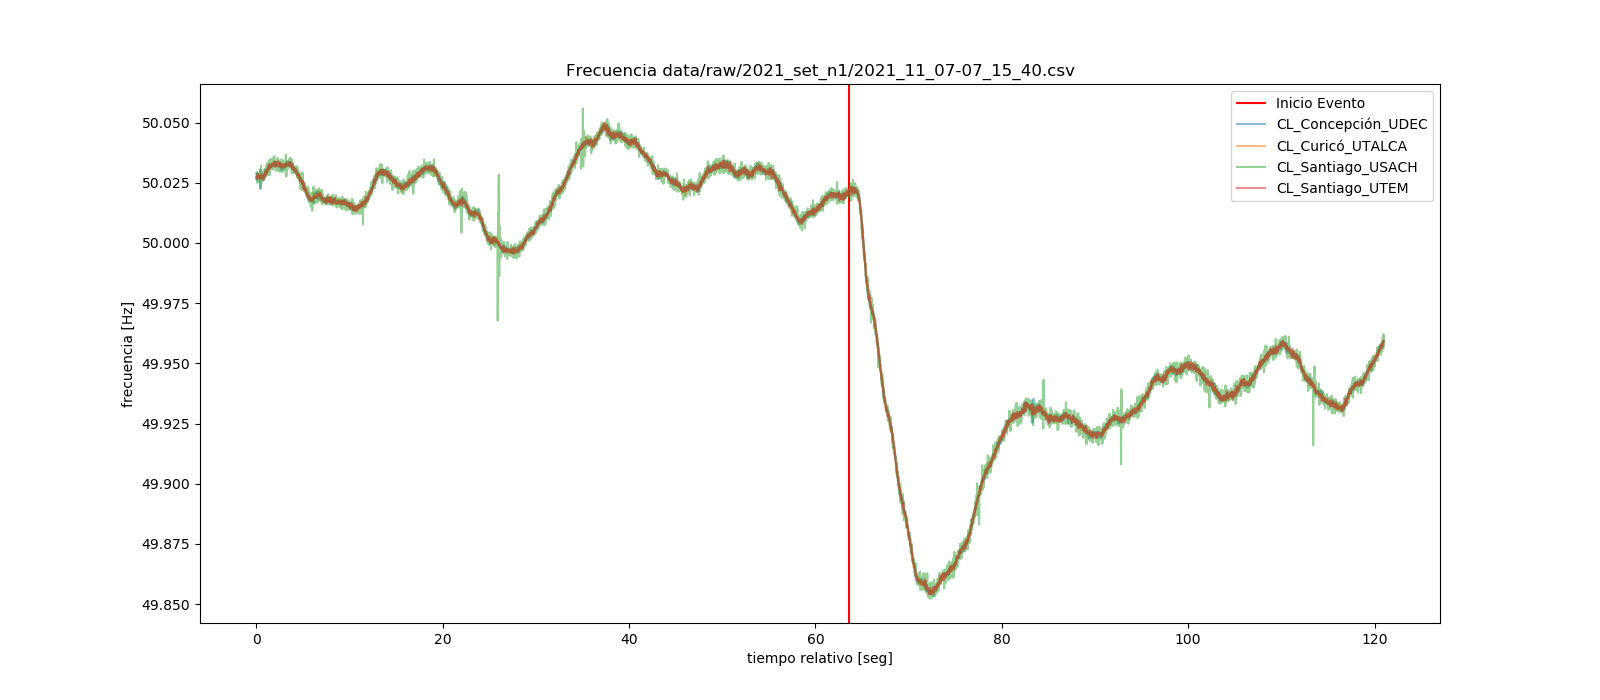 Frecuencia data/raw/2021_set_n1/2021_11_07-07_15_40.csv
Inicio Evento
CL_Concepción_UDEC
CL_Curicó_UTALCA
CL_Santiago_USACH
CL_Santiago_UTEM
frecuencia [Hz]
50.050
50.025
50.000
49.975
49.950
49.925
49.900
49.875
49.850
0 20 40 60 80 100 120
tiempo relativo [seg]